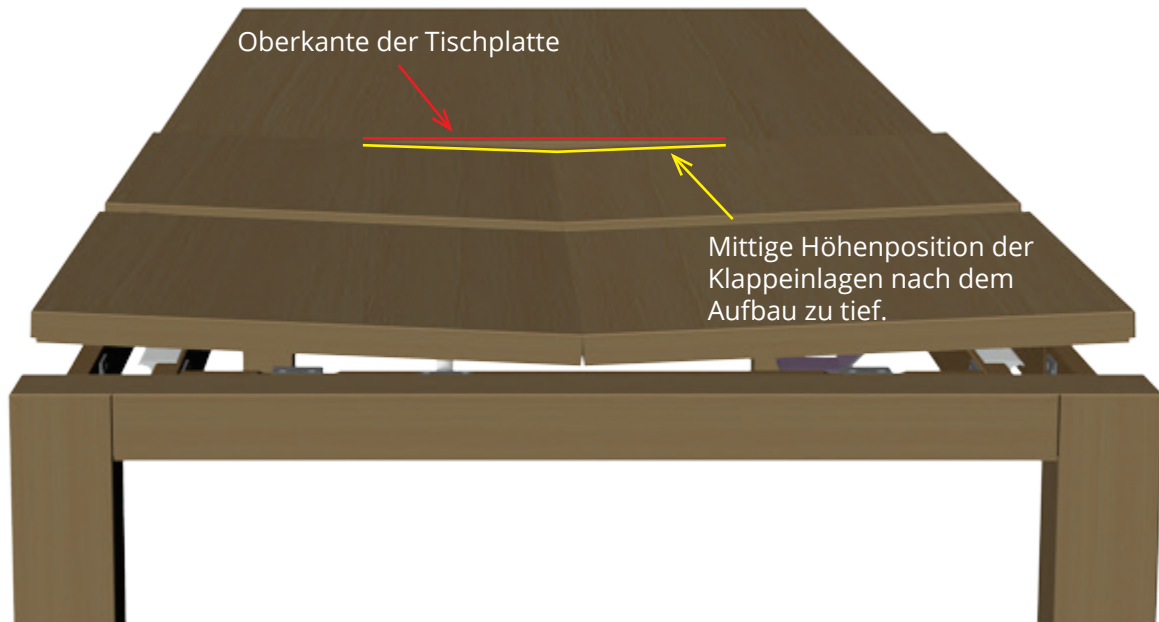 Oberkante der Tischplatte
Mittige Höhenposition der
Klappeinlagen nach dem
Aufbau zu tief.